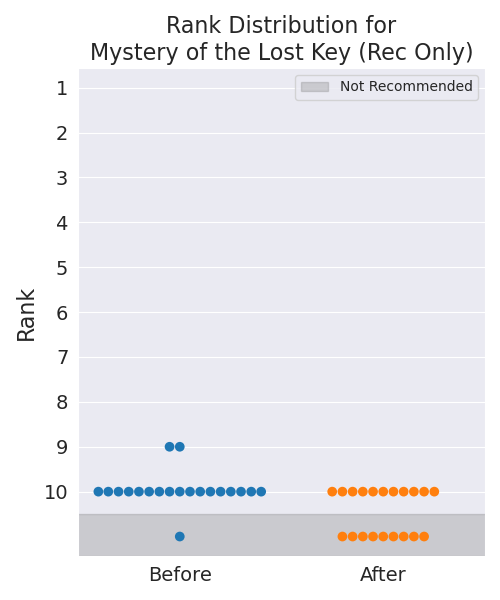 Rank Distribution for
Mystery of the Lost Key (Rec Only)
Not Recommended
Rank
1
2
3
4
5
6
7
8
9
10
Before After